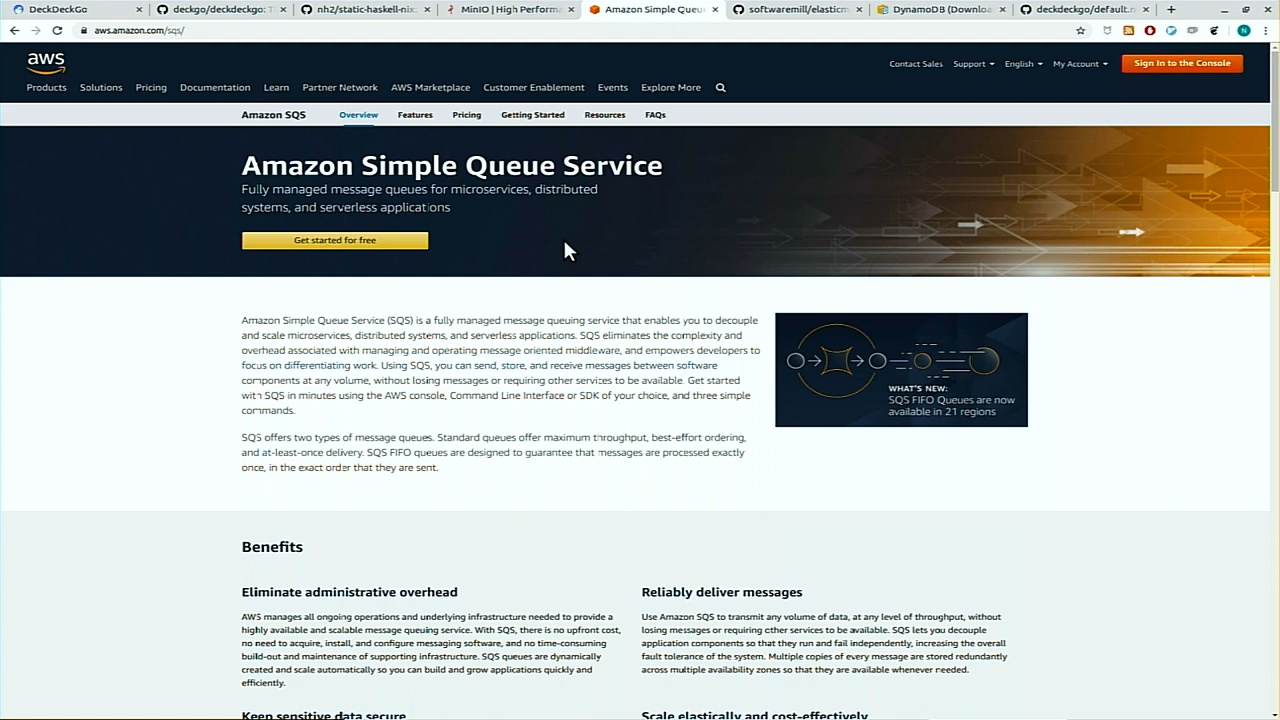 DeckDeckGo
deckgo/deckdeckgo: T
nh2/static-haskell-nix:
MinIO | High Performa
Amazon Simple Queu
softwaremill/elasticm
DynamoDB (Downloa
deckdeckgo/default.n
aws.amazon.com/sqs/
N
aws
Contact Sales Support English My Account Sign In to the Console
Products Solutions Pricing Documentation Learn Partner Network AWS Marketplace Customer Enablement Events Explore More
Amazon SQS Overview Features Pricing Getting Started Resources FAQs
Amazon Simple Queue Service
Fully managed message queues for microservices, distributed
systems, and serverless applications
Get started for free
Amazon Simple Queue Service (SQS) is a fully managed message queuing service that enables you to decouple
and scale microservices, distributed systems, and serverless applications. SQS eliminates the complexity and
overhead associated with managing and operating message oriented middleware, and empowers developers to
focus on differentiating work. Using SQS, you can send, store, and receive messages between software
components at any volume, without losing messages or requiring other services to be available. Get started
with SQS in minutes using the AWS console, Command Line Interface or SDK of your choice, and three simple
commands.
SQS offers two types of message queues. Standard queues offer maximum throughput, best-effort ordering,
and at-least-once delivery. SQS FIFO queues are designed to guarantee that messages are processed exactly
once, in the exact order that they are sent.
WHAT'S NEW:
SQS FIFO Queues are now
available in 21 regions
Benefits
Eliminate administrative overhead
AWS manages all ongoing operations and underlying infrastructure needed to provide a
highly available and scalable message queuing service. With SQS, there is no upfront cost,
no need to acquire, install, and configure messaging software, and no time-consuming
build-out and maintenance of supporting infrastructure. SQS queues are dynamically
created and scale automatically so you can build and grow applications quickly and
efficiently.
Reliably deliver messages
Use Amazon SQS to transmit any volume of data, at any level of throughput, without
losing messages or requiring other services to be available. SQS lets you decouple
application components so that they run and fail independently, increasing the overall
fault tolerance of the system. Multiple copies of every message are stored redundantly
across multiple availability zones so that they are available whenever needed.
Keep sensitive data secure
Scale elastically and cost-effectively